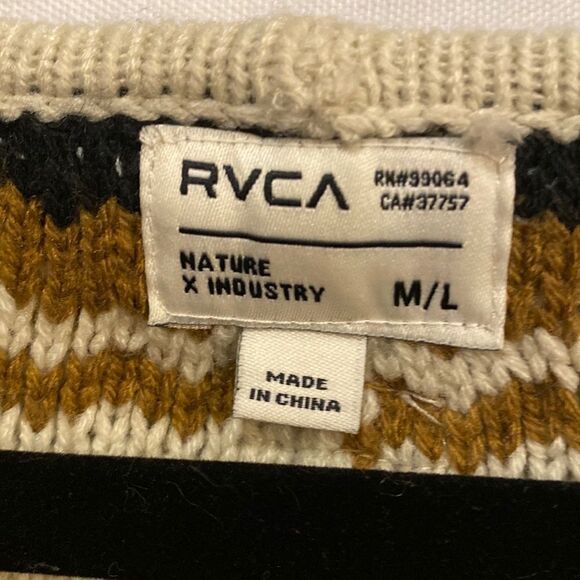 RVCA
RN#99064
CA#37757
NATURE
X INDUSTRY
M/L
MADE
IN CHINA